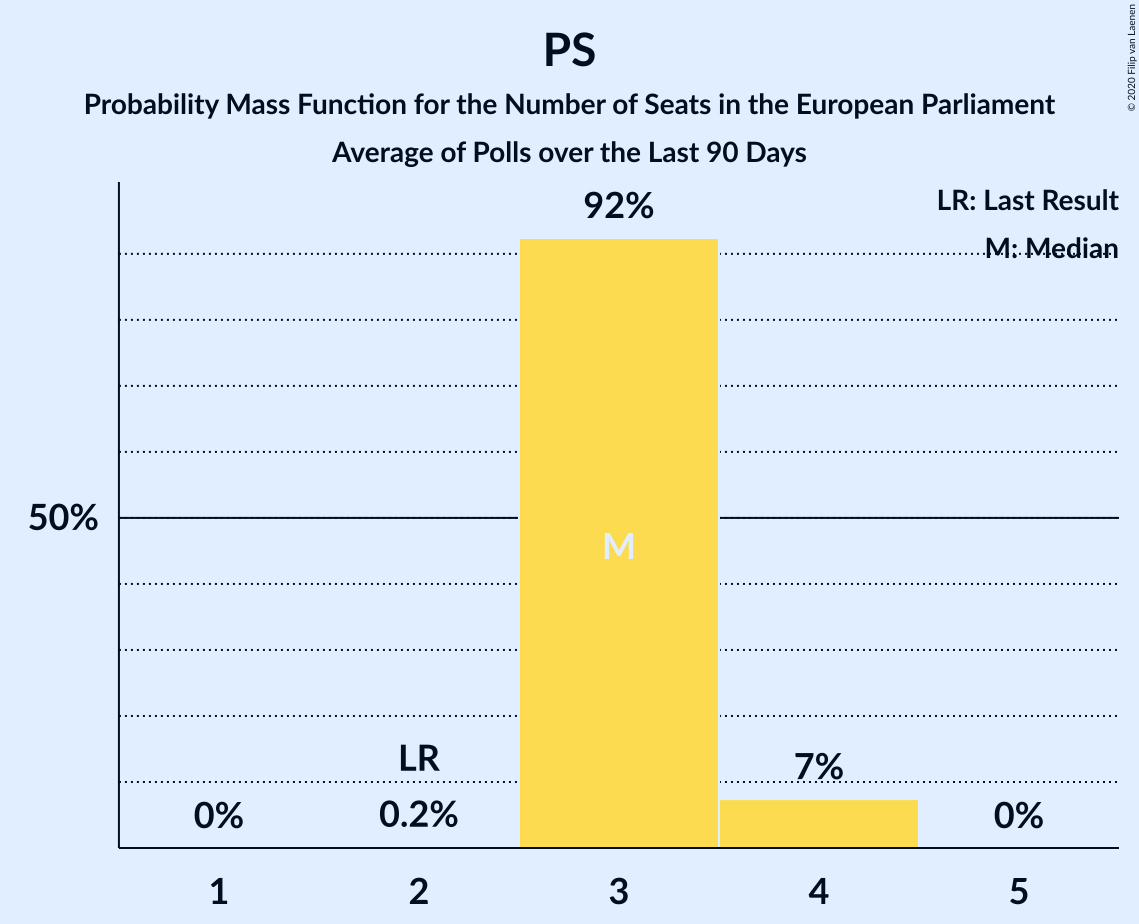 PS
Probability Mass Function for the Number of Seats in the European Parliament
Average of Polls over the Last 90 Days
© 2020 Filip van Laenen
LR: Last Result
M: Median
92%
50%
M
LR
7%
0%
0.2%
0%
1
2
3
4
5